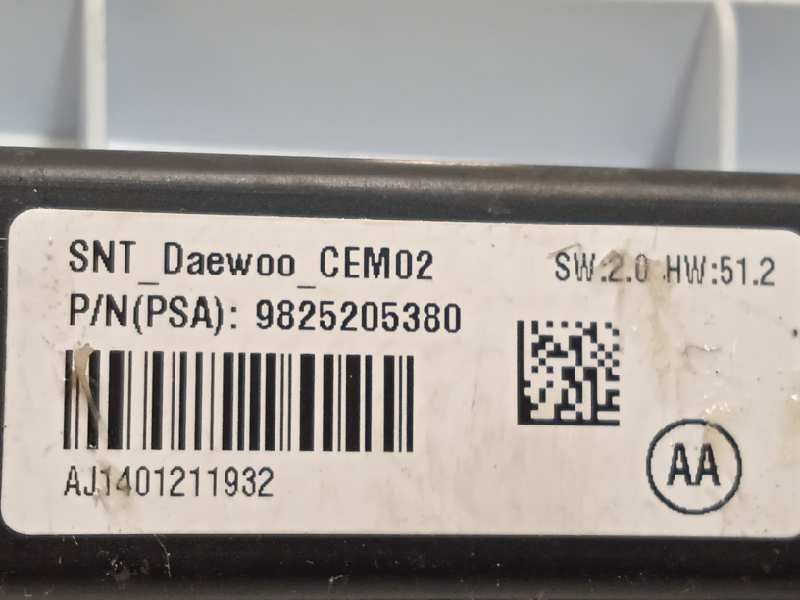 SNT_Daewoo_CEM02 SW:2.0 HW:51.2
P/N(PSA): 9825205380
AJ1401211932
AA